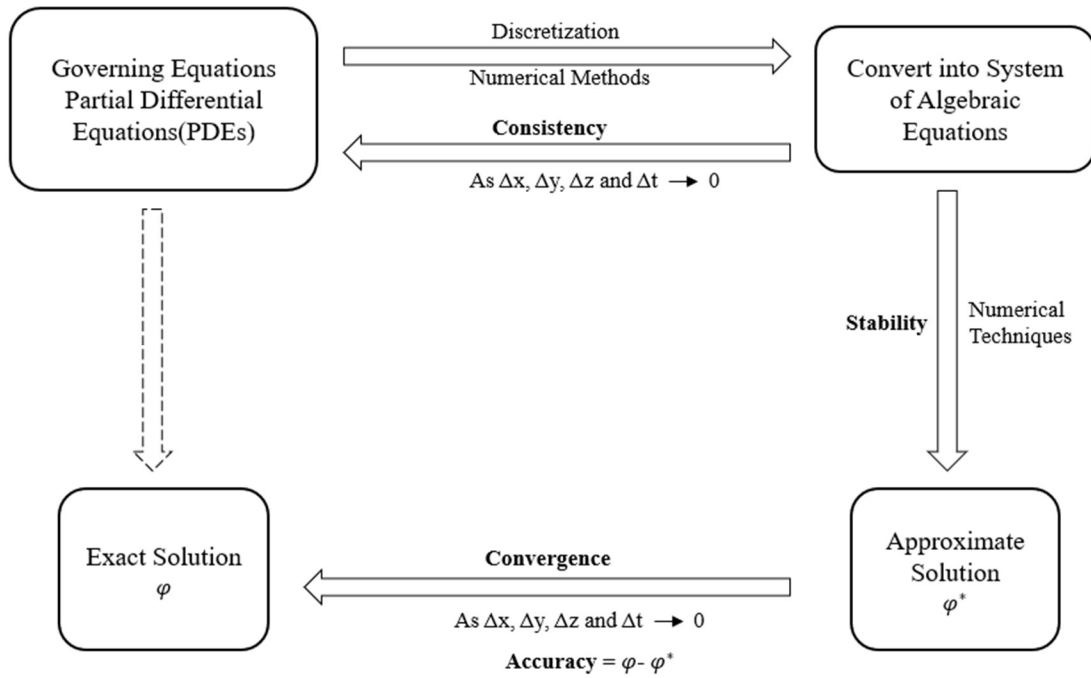 Governing Equations
Partial Differential
Equations(PDEs)
Discretization
Numerical Methods
Convert into System
of Algebraic
Equations
Consistency
As Δx, Δy, Δz and Δt → 0
Stability
Numerical
Techniques
Exact Solution
φ
Convergence
As Δx, Δy, Δz and Δt → 0
Accuracy = φ- φ*
Approximate
Solution
φ*